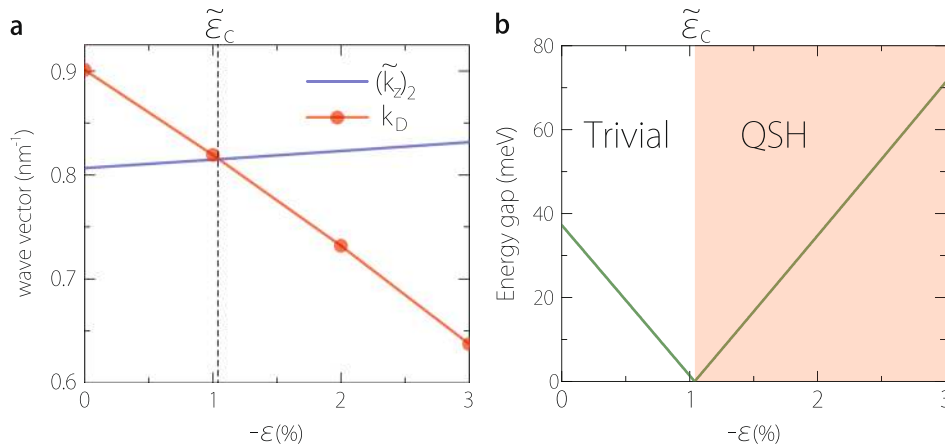 a
ε̃c
wave vector (nm⁻¹)
0.9
0.8
0.7
0.6
(k̃z)2
kD
0
1
2
3
-ε(%)
b
ε̃c
Energy gap (meV)
80
60
40
20
0
Trivial
QSH
0
1
2
3
-ε(%)